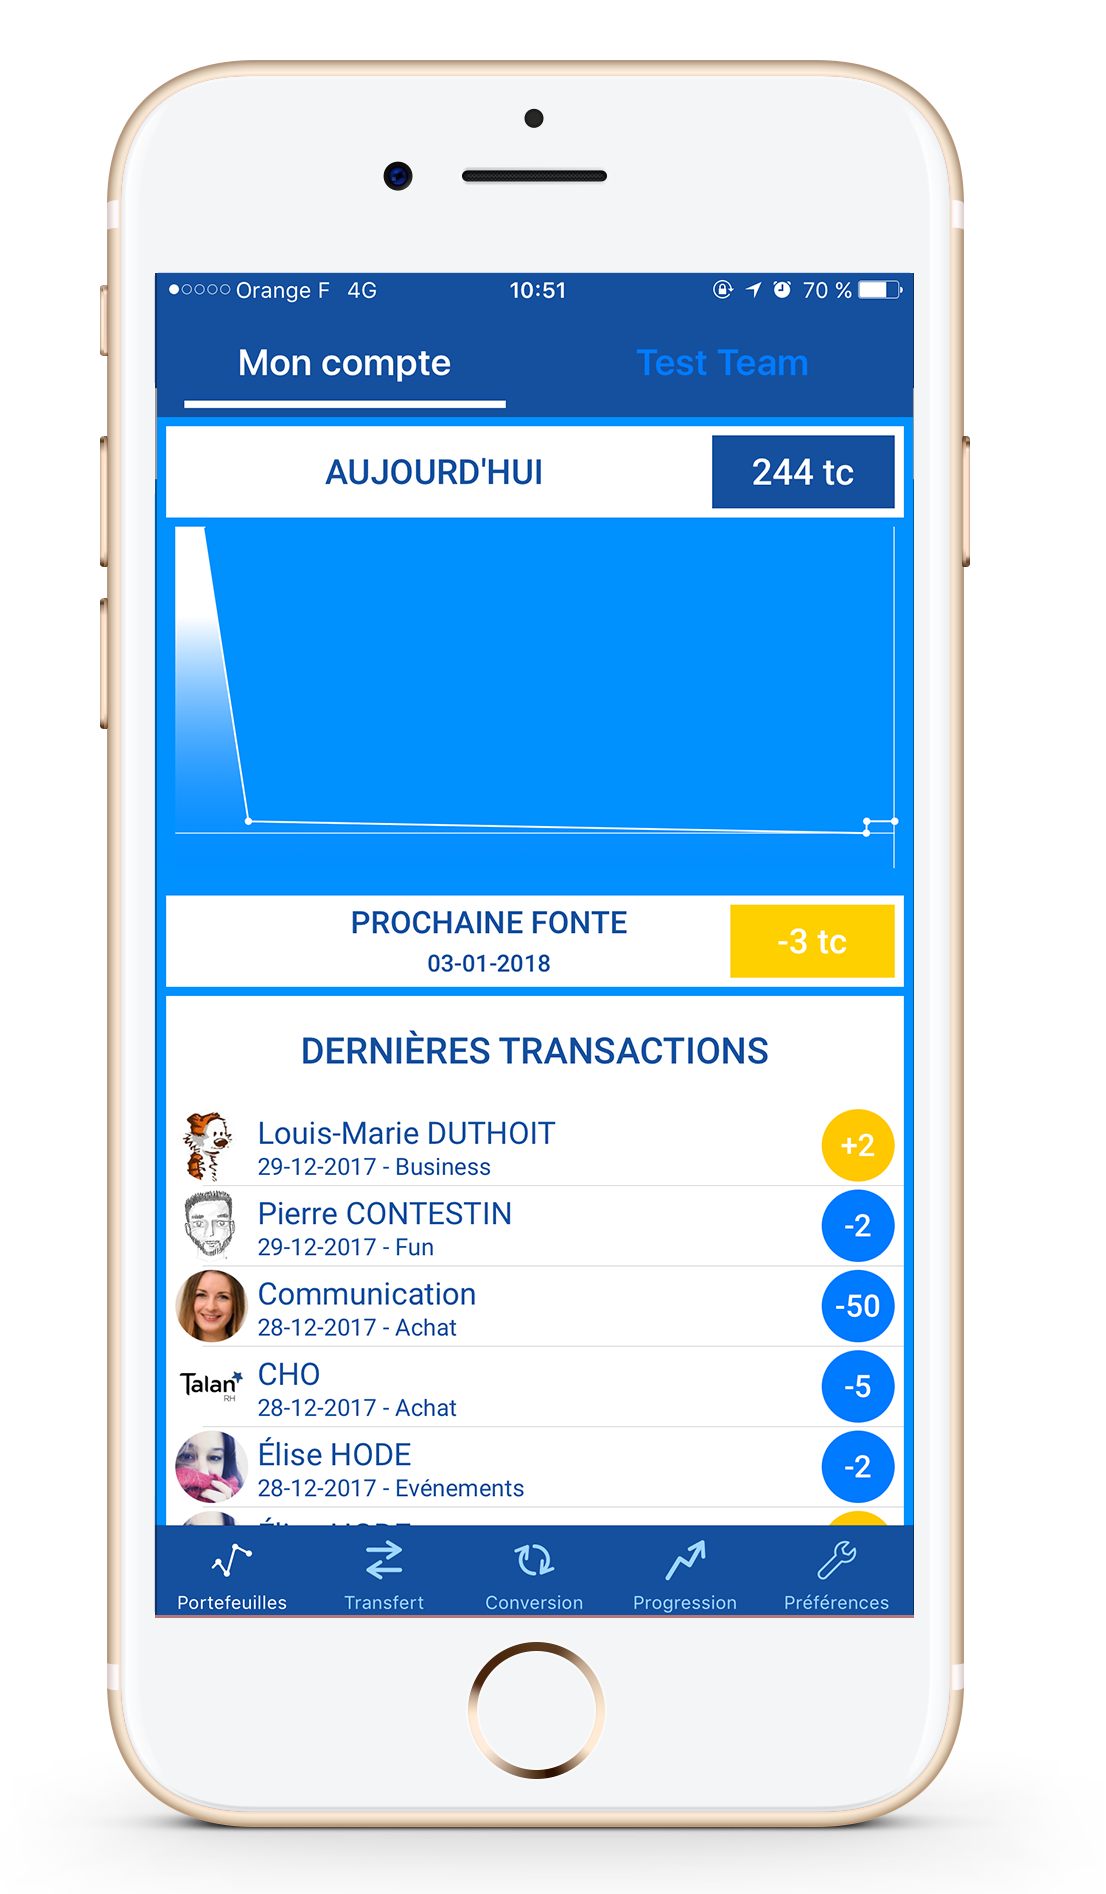 Orange F 4G 10:51 70 %
Mon compte Test Team
AUJOURD'HUI 244 tc
PROCHAINE FONTE
03-01-2018
-3 tc
DERNIÈRES TRANSACTIONS
Louis-Marie DUTHOIT
29-12-2017 - Business
+2
Pierre CONTESTIN
29-12-2017 - Fun
-2
Communication
28-12-2017 - Achat
-50
Talan
RH
CHO
28-12-2017 - Achat
-5
Élise HODE
28-12-2017 - Evénements
-2
Élise HODE
Portefeuilles Transfert Conversion Progression Préférences